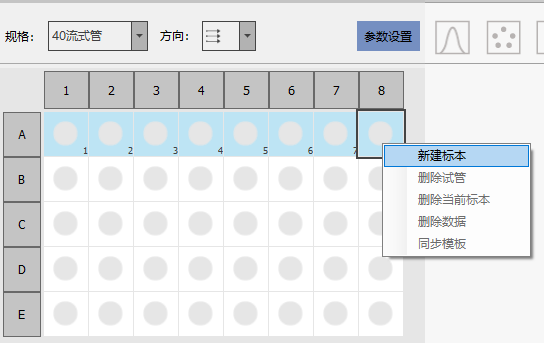 规格： 40流式管 方向： 参数设置
1 2 3 4 5 6 7 8
A
1 2 3 4 5 6 7
新建标本
B
删除试管
删除当前标本
C
删除数据
同步模板
D
E